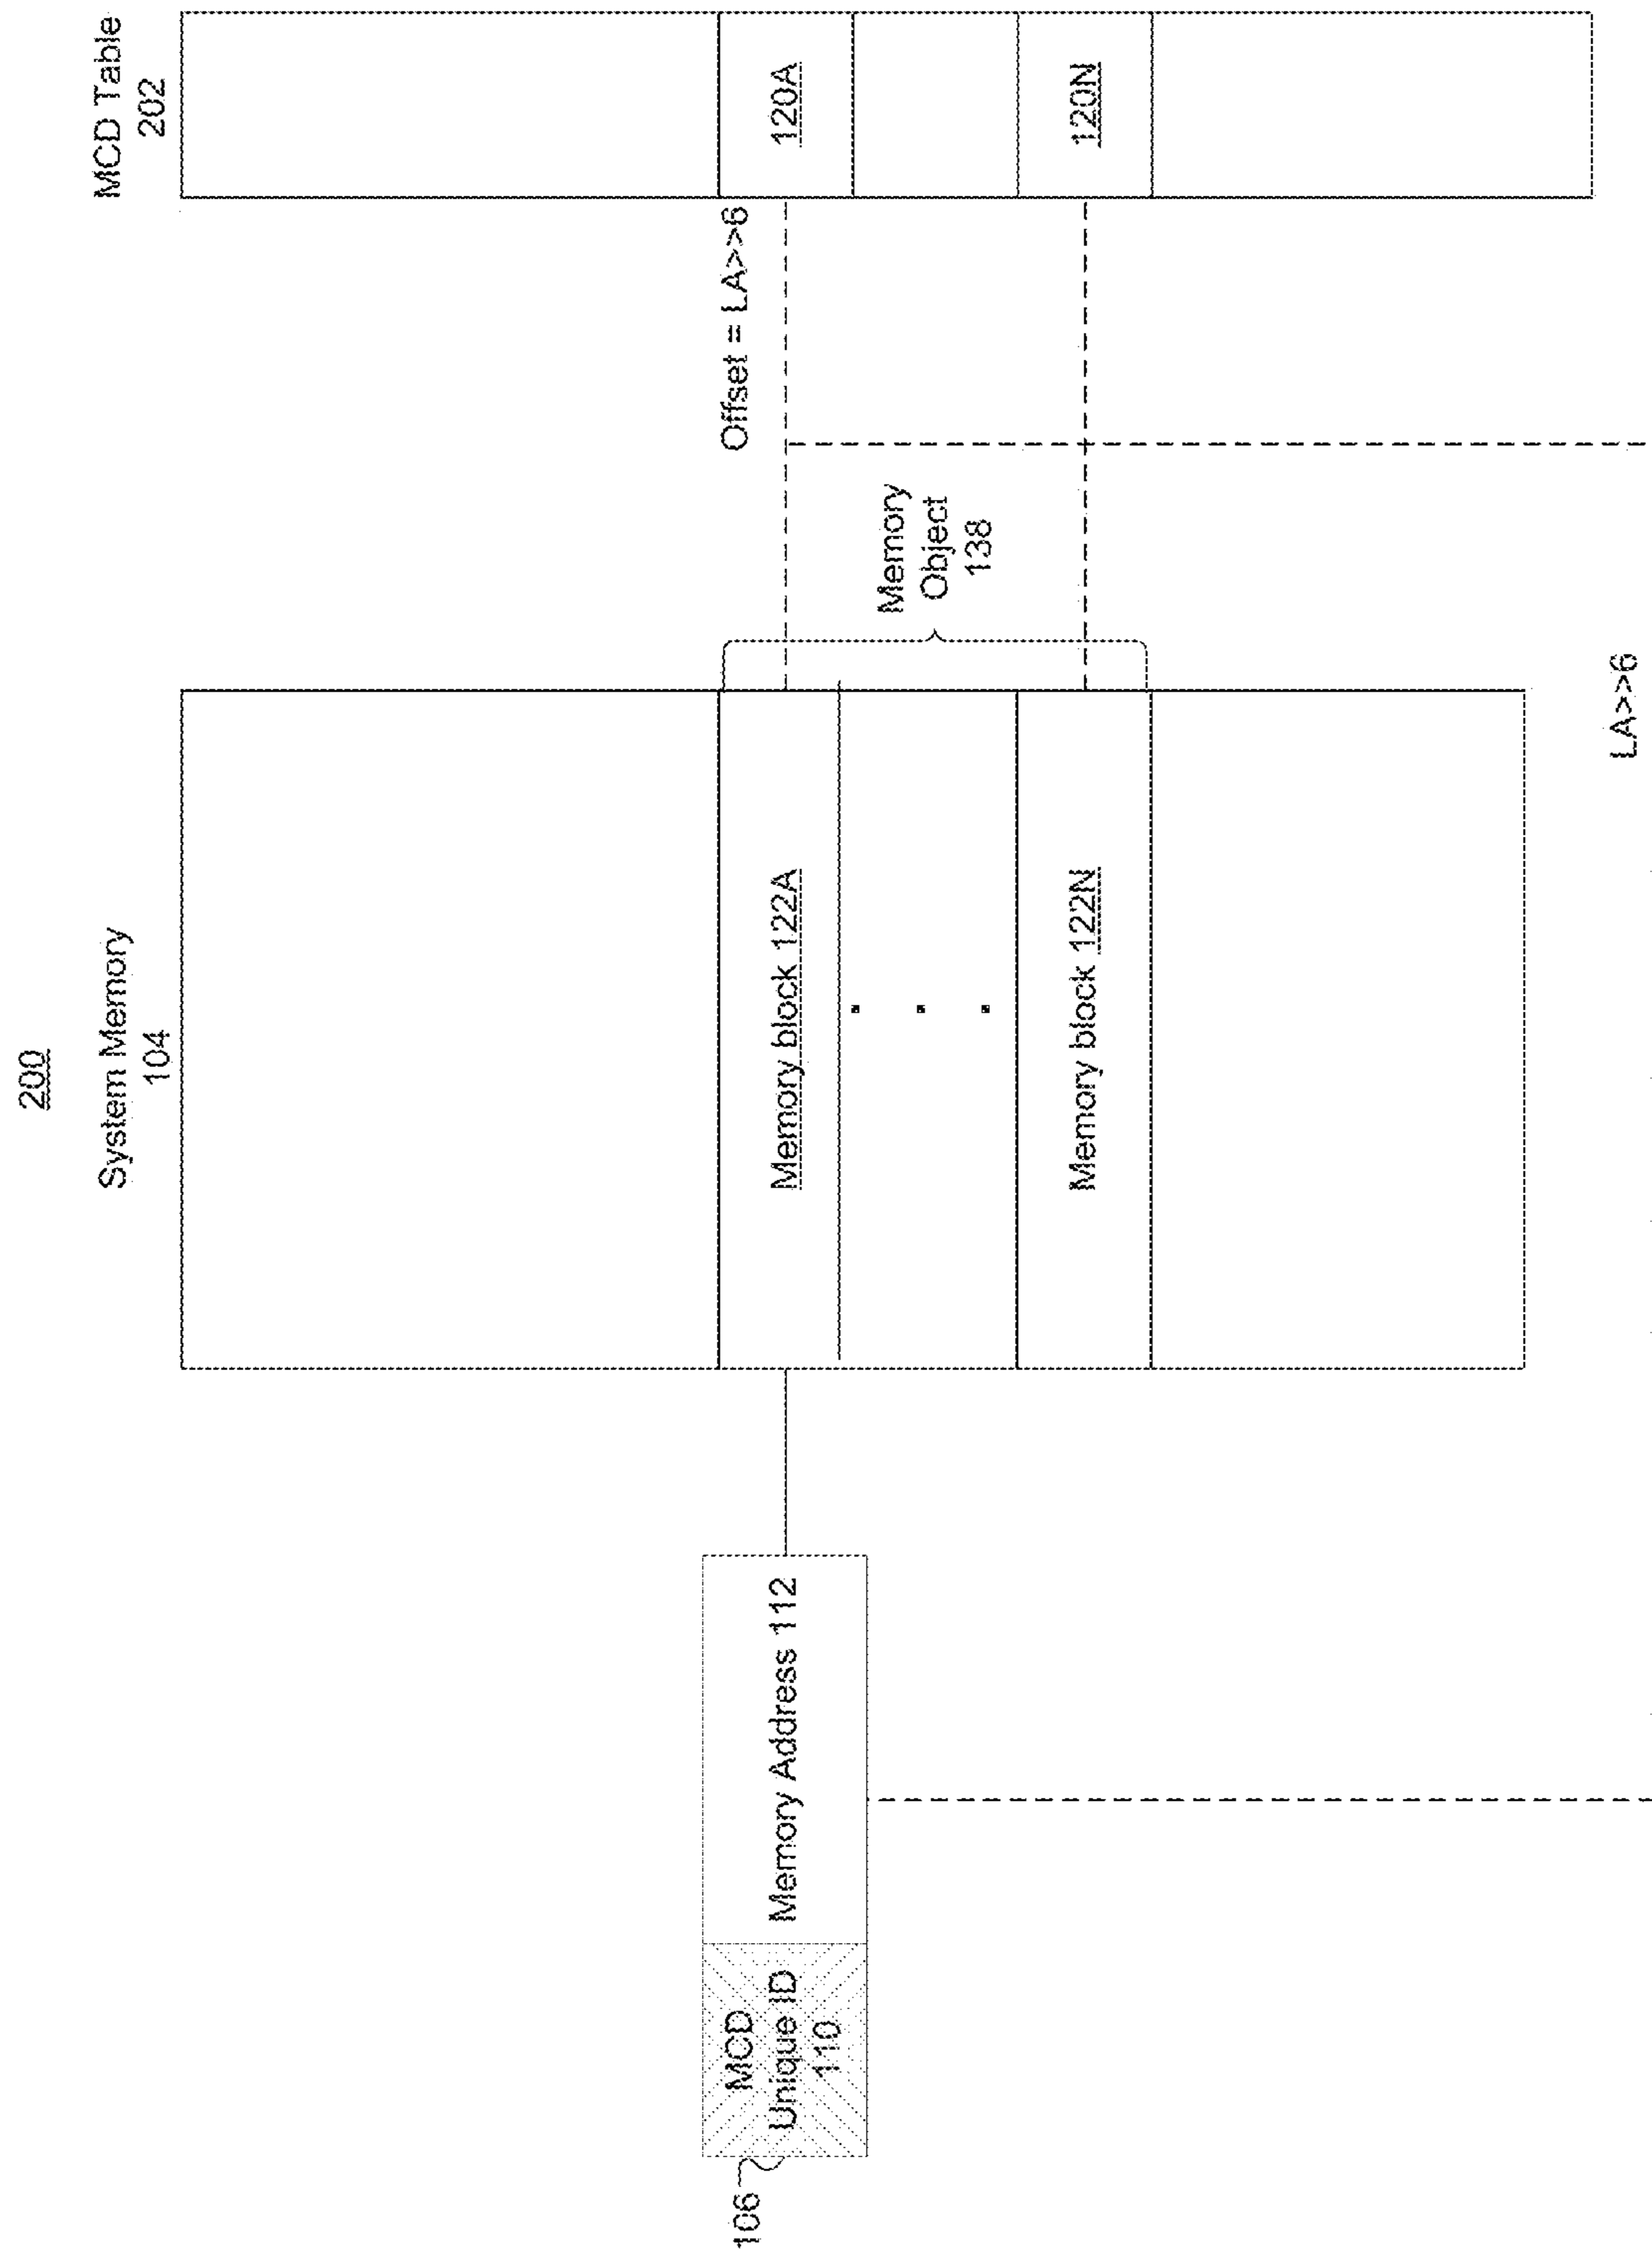 200
System Memory
104
MCD Table
202
106
MCD
Unique ID
110
Memory Address 112
Memory block 122A
Memory block 122N
Memory
Object
138
Offset = LA>>6
120A
120N
LA>>6